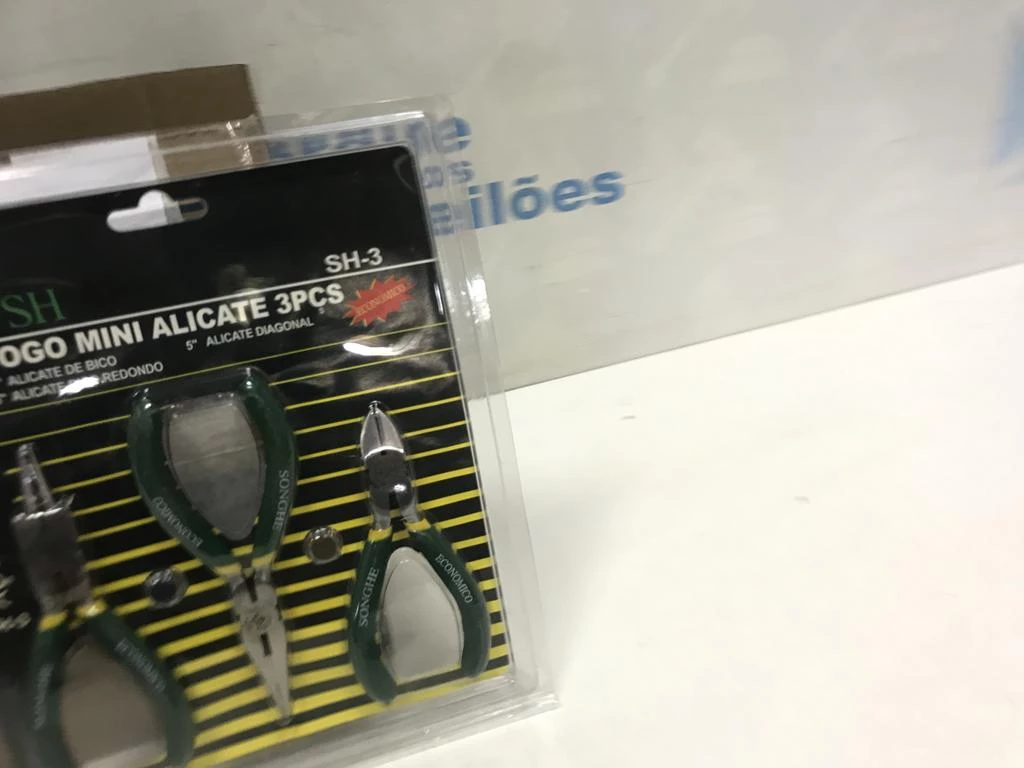 eilões
SH-3
SH
OGO MINI ALICATE 3PCS
ECONOMICO
5" ALICATE DIAGONAL
ALICATE DE BICO
ALICATE REDONDO
ECONOMICO
SONGHE
SONGHE
ECONOMICO